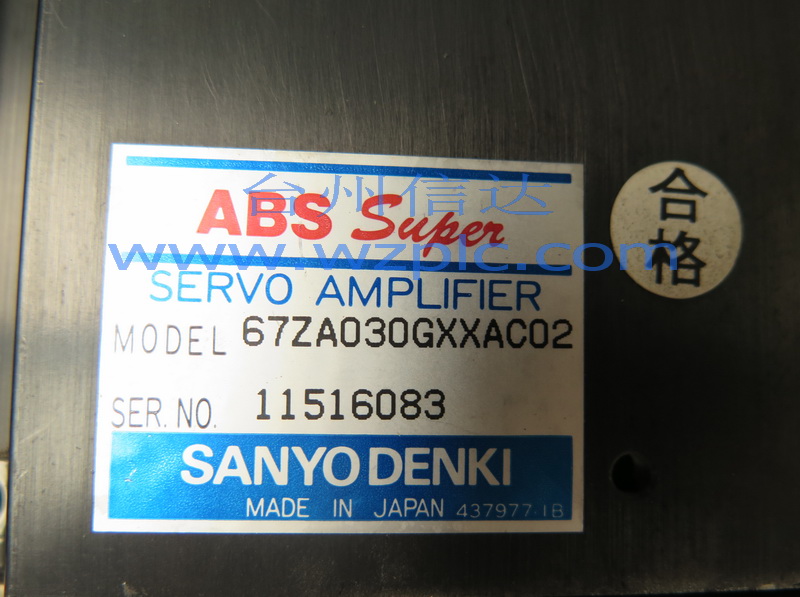 台州信达
ABS Super
www.wzplc.com
SERVO AMPLIFIER
MODEL 67ZA030GXXAC02
SER. NO. 11516083
SANYO DENKI
MADE IN JAPAN 437977-1B
合格